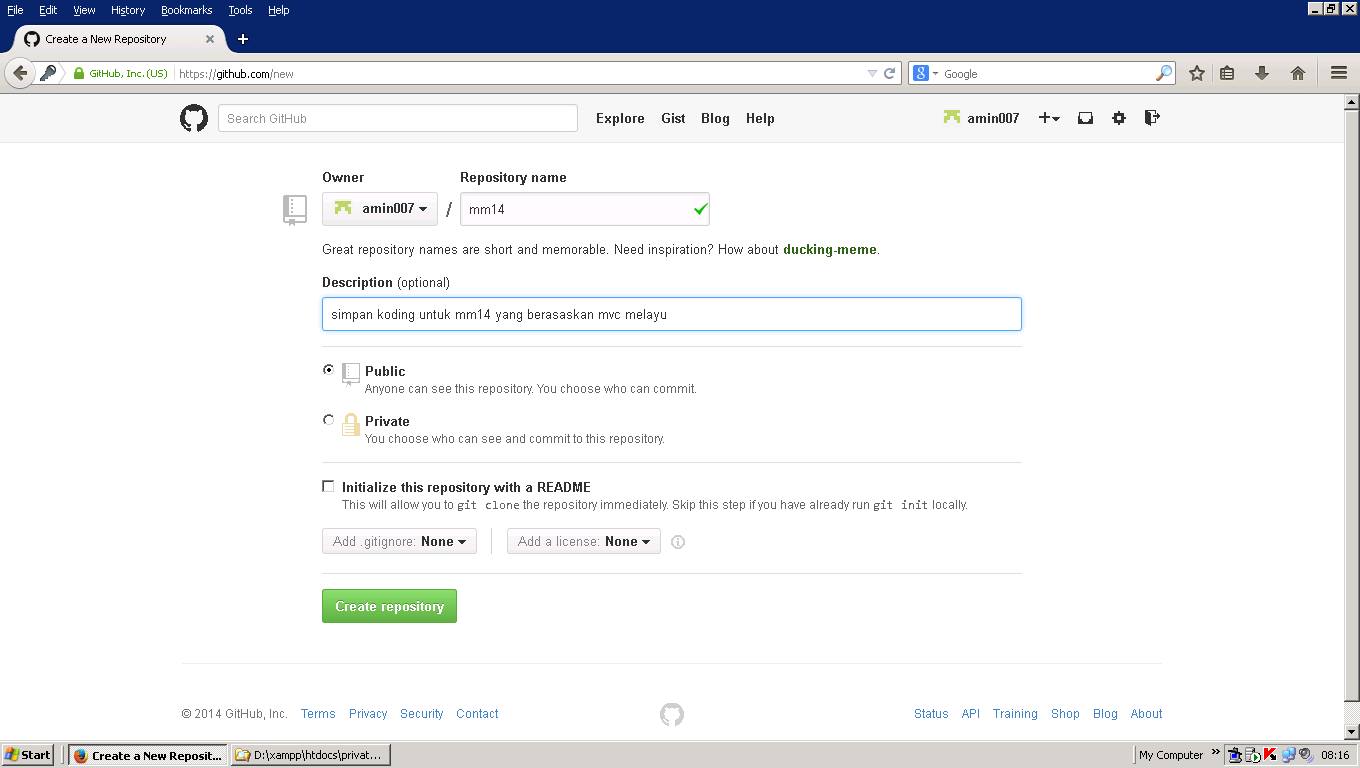 File Edit View History Bookmarks Tools Help
Create a New Repository
GitHub, Inc. (US) https://github.com/new Google
Search GitHub Explore Gist Blog Help amin007
Owner Repository name
amin007 / mm14
Great repository names are short and memorable. Need inspiration? How about ducking-meme.
Description (optional)
simpan koding untuk mm14 yang berasaskan mvc melayu
Public
Anyone can see this repository. You choose who can commit.
Private
You choose who can see and commit to this repository.
Initialize this repository with a README
This will allow you to git clone the repository immediately. Skip this step if you have already run git init locally.
Add .gitignore: None Add a license: None
Create repository
© 2014 GitHub, Inc. Terms Privacy Security Contact Status API Training Shop Blog About
Start Create a New Reposit... D:\xampp\htdocs\privat... My Computer » 08:16